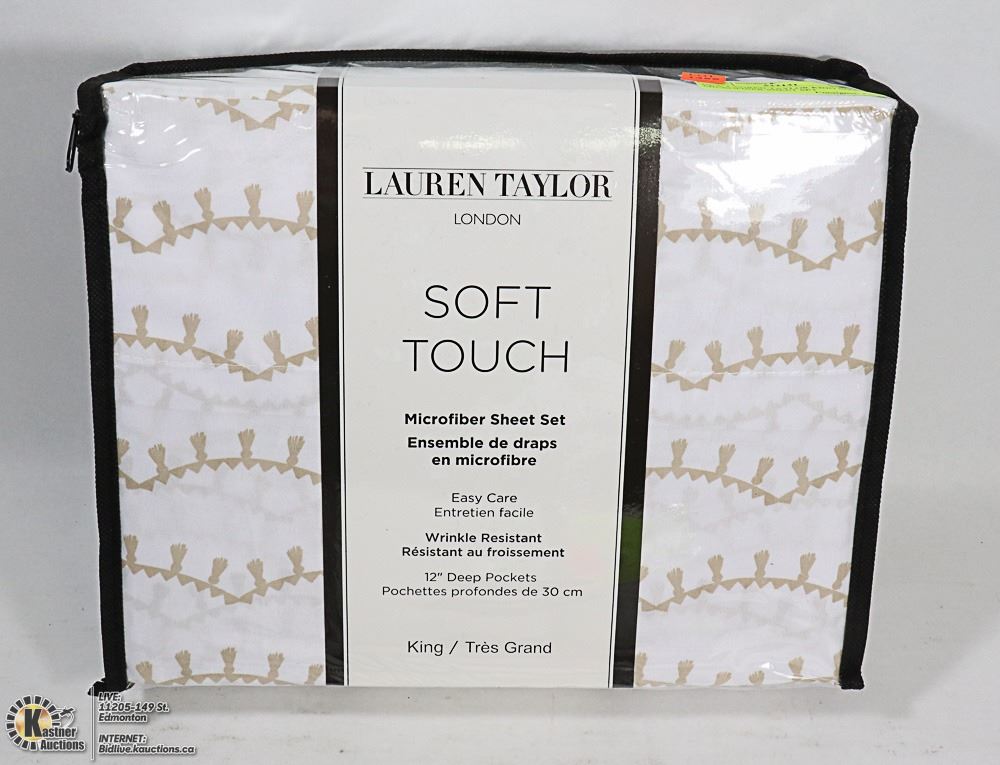 LAUREN TAYLOR
LONDON
SOFT
TOUCH
Microfiber Sheet Set
Ensemble de draps
en microfibre
Easy Care
Entretien facile
Wrinkle Resistant
Résistant au froissement
12" Deep Pockets
Pochettes profondes de 30 cm
King / Très Grand
Kastner
Auctions
LIVE:
11205-149 St.
Edmonton
INTERNET:
Bidlive.kauctions.ca